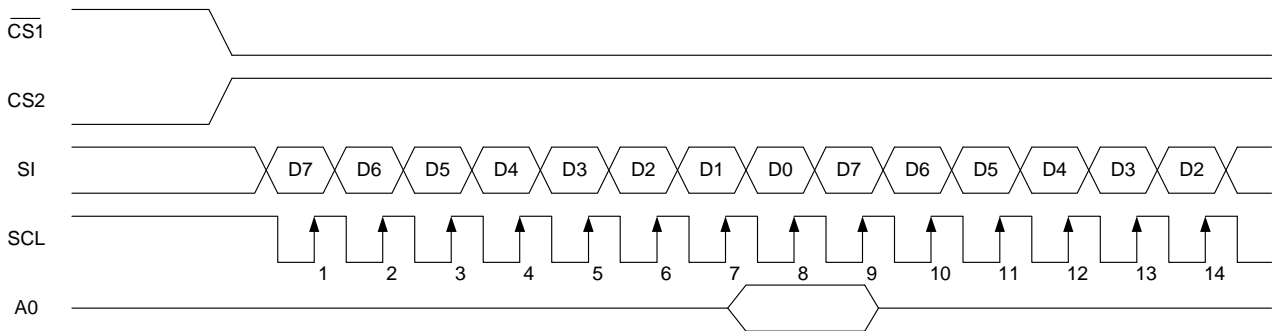 C̅S̅1̅
CS2
SI D7 D6 D5 D4 D3 D2 D1 D0 D7 D6 D5 D4 D3 D2
SCL
1 2 3 4 5 6 7 8 9 10 11 12 13 14
A0